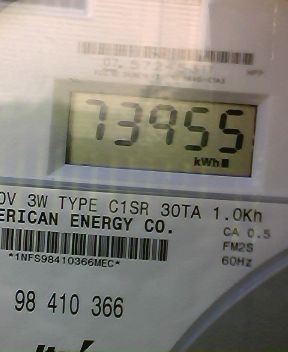 73955
kWh
0V 3W TYPE C1SR 30TA 1.0Kh
ERICAN ENERGY CO.
CA 0.5
FM2S
60Hz
*1NFS98410366MEC*
98 410 366